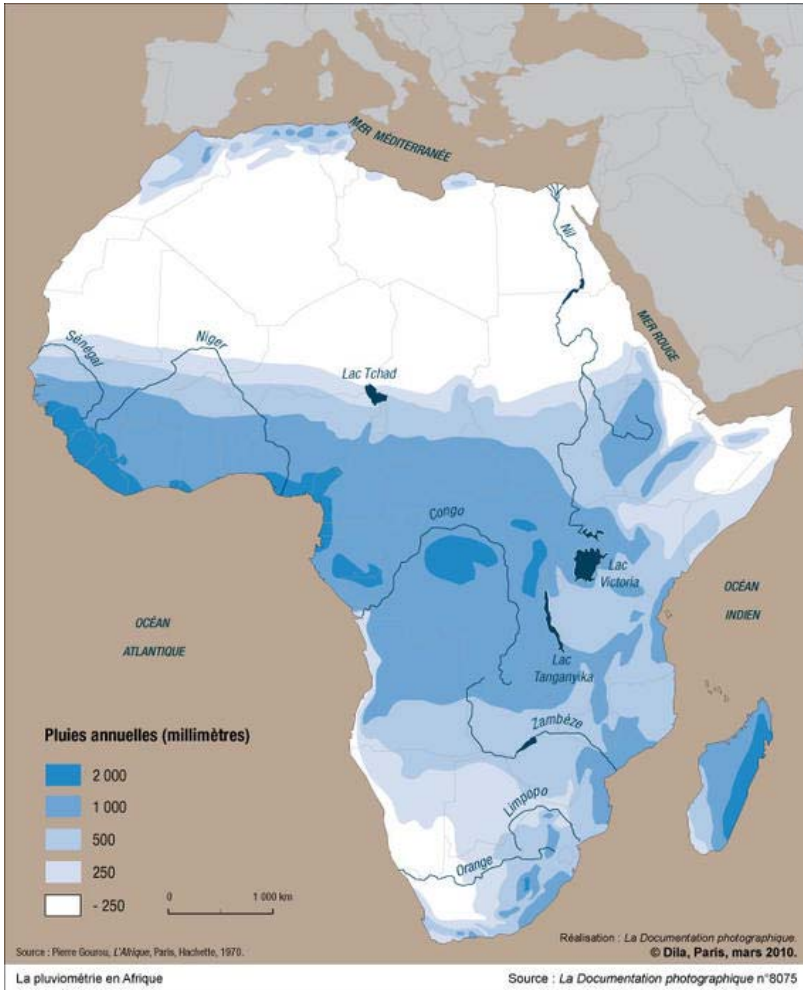 MER MÉDITERRANÉE
Nil
MER ROUGE
Sénégal
Niger
Lac Tchad
Congo
Lac
Victoria
OCÉAN
INDIEN
OCÉAN
ATLANTIQUE
Lac
Tanganyika
Zambèze
Limpopo
Orange
Pluies annuelles (millimètres)
2 000
1 000
500
250
- 250
0 1 000 km
Réalisation : La Documentation photographique.
Source : Pierre Gourou, L'Afrique, Paris, Hachette, 1970.
© Dila, Paris, mars 2010.
La pluviométrie en Afrique
Source : La Documentation photographique n°8075